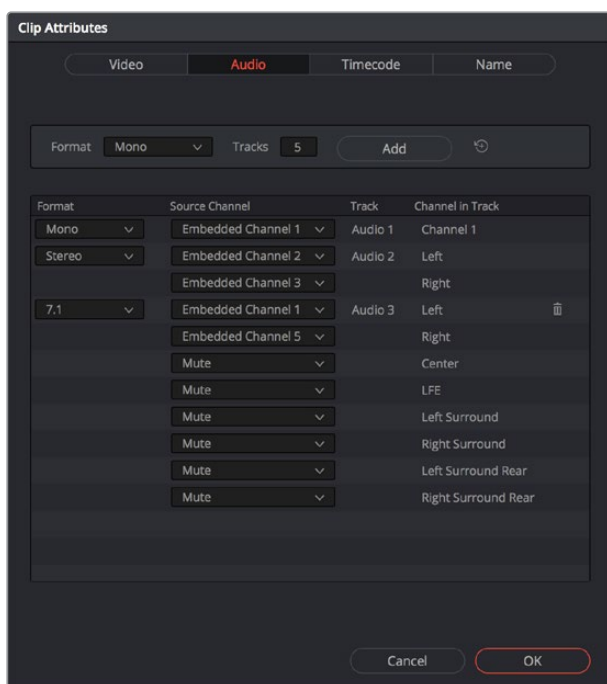 Clip Attributes
Video Audio Timecode Name
Format Mono Tracks 5 Add
Format Source Channel Track Channel in Track
Mono Embedded Channel 1 Audio 1 Channel 1
Stereo Embedded Channel 2 Audio 2 Left
Embedded Channel 3 Right
7.1 Embedded Channel 1 Audio 3 Left
Embedded Channel 5 Right
Mute Center
Mute LFE
Mute Left Surround
Mute Right Surround
Mute Left Surround Rear
Mute Right Surround Rear
Cancel OK